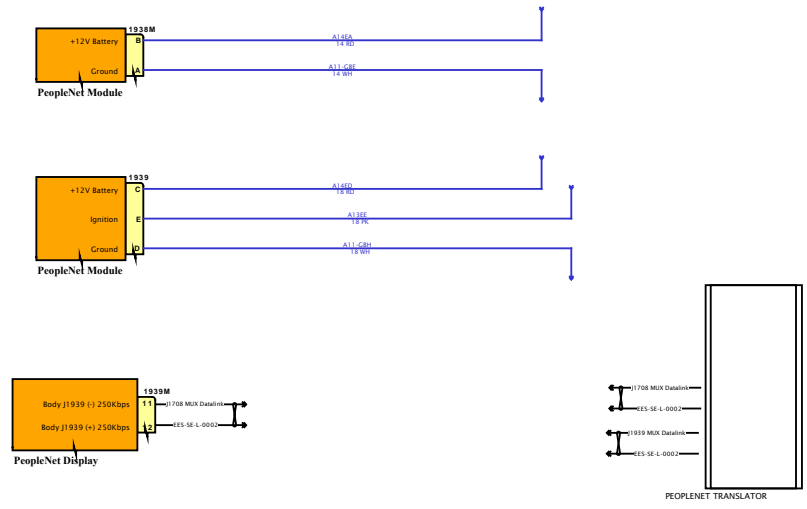 1938M
+12V Battery
B
A14EA
14 RD
Ground
A
A11-G8E
14 WH
PeopleNet Module
1939
+12V Battery
C
A14ED
18 RD
Ignition
E
A13EE
18 PK
Ground
D
A11-G8H
18 WH
PeopleNet Module
1939M
Body J1939 (-) 250Kbps
11
J1708 MUX Datalink
Body J1939 (+) 250Kbps
2
EES-SE-L-0002
PeopleNet Display
J1708 MUX Datalink
EES-SE-L-0002
J1939 MUX Datalink
EES-SE-L-0002
PEOPLENET TRANSLATOR